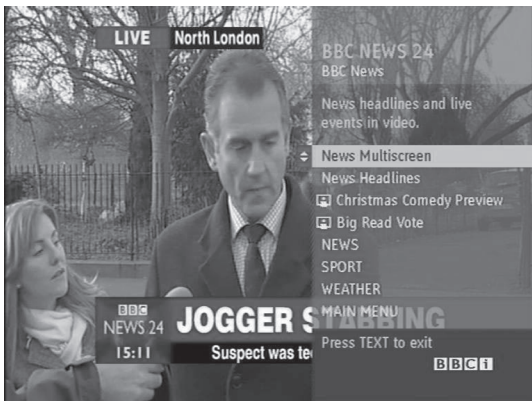 LIVE North London
BBC NEWS 24
BBC News
News headlines and live
events in video.
News Multiscreen
News Headlines
Christmas Comedy Preview
Big Read Vote
NEWS
SPORT
WEATHER
MAIN MENU
Press TEXT to exit
BBCi
BBC
NEWS 24
15:11
JOGGER STABBING
Suspect was